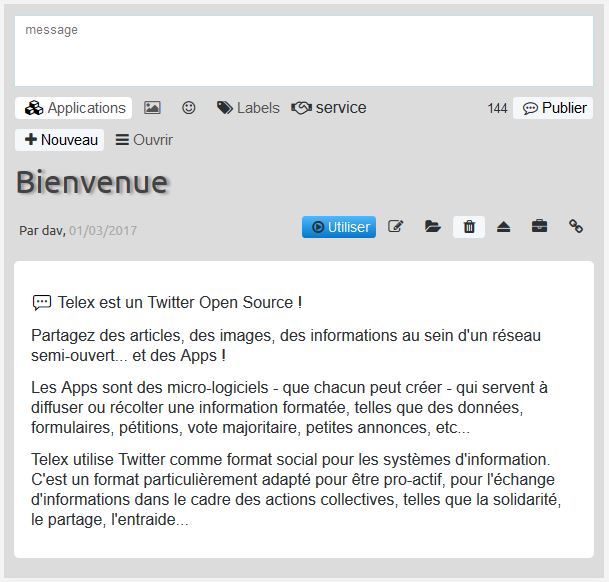 message
Applications Labels service 144 Publier
Nouveau Ouvrir
Bienvenue
Par dav, 01/03/2017 Utiliser
Telex est un Twitter Open Source !
Partagez des articles, des images, des informations au sein d'un réseau
semi-ouvert... et des Apps !
Les Apps sont des micro-logiciels - que chacun peut créer - qui servent à
diffuser ou récolter une information formatée, telles que des données,
formulaires, pétitions, vote majoritaire, petites annonces, etc...
Telex utilise Twitter comme format social pour les systèmes d'information.
C'est un format particulièrement adapté pour être pro-actif, pour l'échange
d'informations dans le cadre des actions collectives, telles que la solidarité,
le partage, l'entraide...